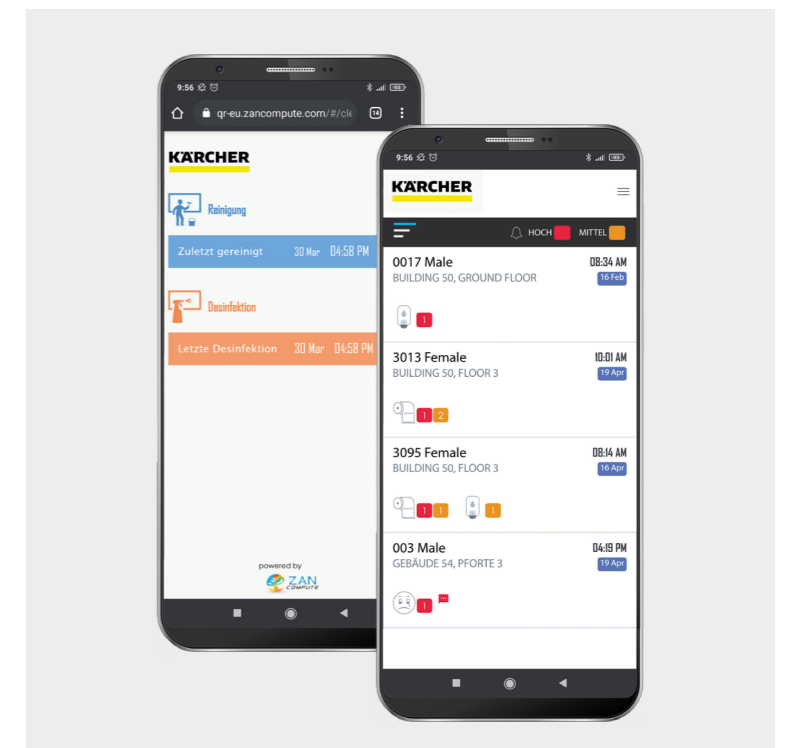 9:56
93
qr-eu.zancompute.com/#/cle
14
KÄRCHER
Reinigung
Zuletzt gereinigt 30 Mar 04:58 PM
Desinfektion
Letzte Desinfektion 30 Mar 04:58 PM
powered by
ZAN
COMPUTE
9:56
93
KÄRCHER
HOCH MITTEL
0017 Male 08:34 AM
BUILDING 50, GROUND FLOOR 16 Feb
1
3013 Female 10:01 AM
BUILDING 50, FLOOR 3 19 Apr
1 2
3095 Female 08:14 AM
BUILDING 50, FLOOR 3 16 Apr
1 1 1
003 Male 04:19 PM
GEBÄUDE 54, PFORTE 3 19 Apr
1